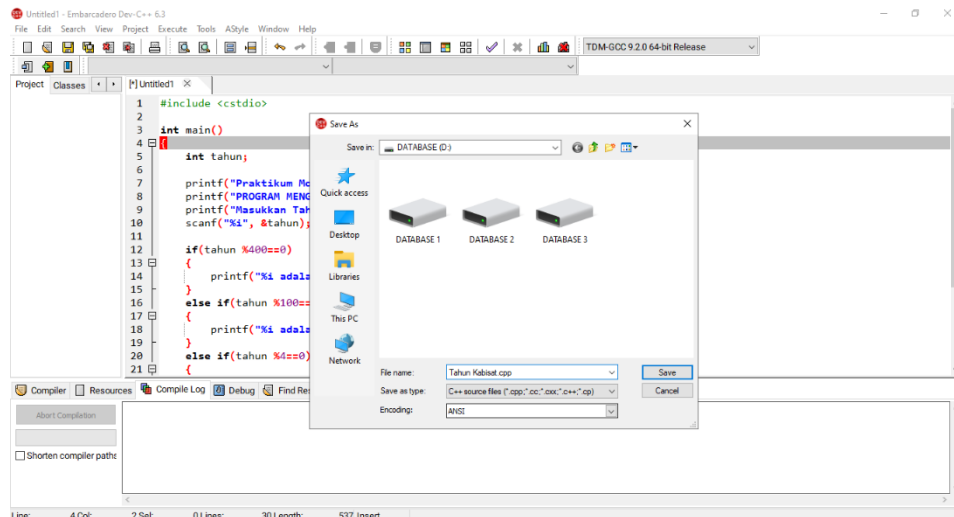 Untitled1 - Embarcadero Dev-C++ 6.3
File Edit Search View Project Execute Tools AStyle Window Help
TDM-GCC 9.2.0 64-bit Release
Project Classes [*] Untitled1
1 #include <cstdio>
2
3 int main()
4 {
5 int tahun;
6
7 printf("Praktikum Mo
8 printf("PROGRAM MENG
9 printf("Masukkan Tah
10 scanf("%i", &tahun);
11
12 if(tahun %400==0)
13 {
14 printf("%i adala
15 }
16 else if(tahun %100==
17 {
18 printf("%i adala
19 }
20 else if(tahun %4==0)
21 {
Save As
Save in: DATABASE (D:)
Quick access
Desktop
Libraries
This PC
Network
DATABASE 1 DATABASE 2 DATABASE 3
File name: Tahun Kabisat.cpp Save
Save as type: C++ source files (*.cpp;*.cc;*.cxx;*.c++;*.cp) Cancel
Encoding: ANSI
Compiler Resources Compile Log Debug Find Res
Abort Compilation
Shorten compiler paths
Line: 4 Col: 2 Sel: 0 Lines: 30 Length: 537 Insert